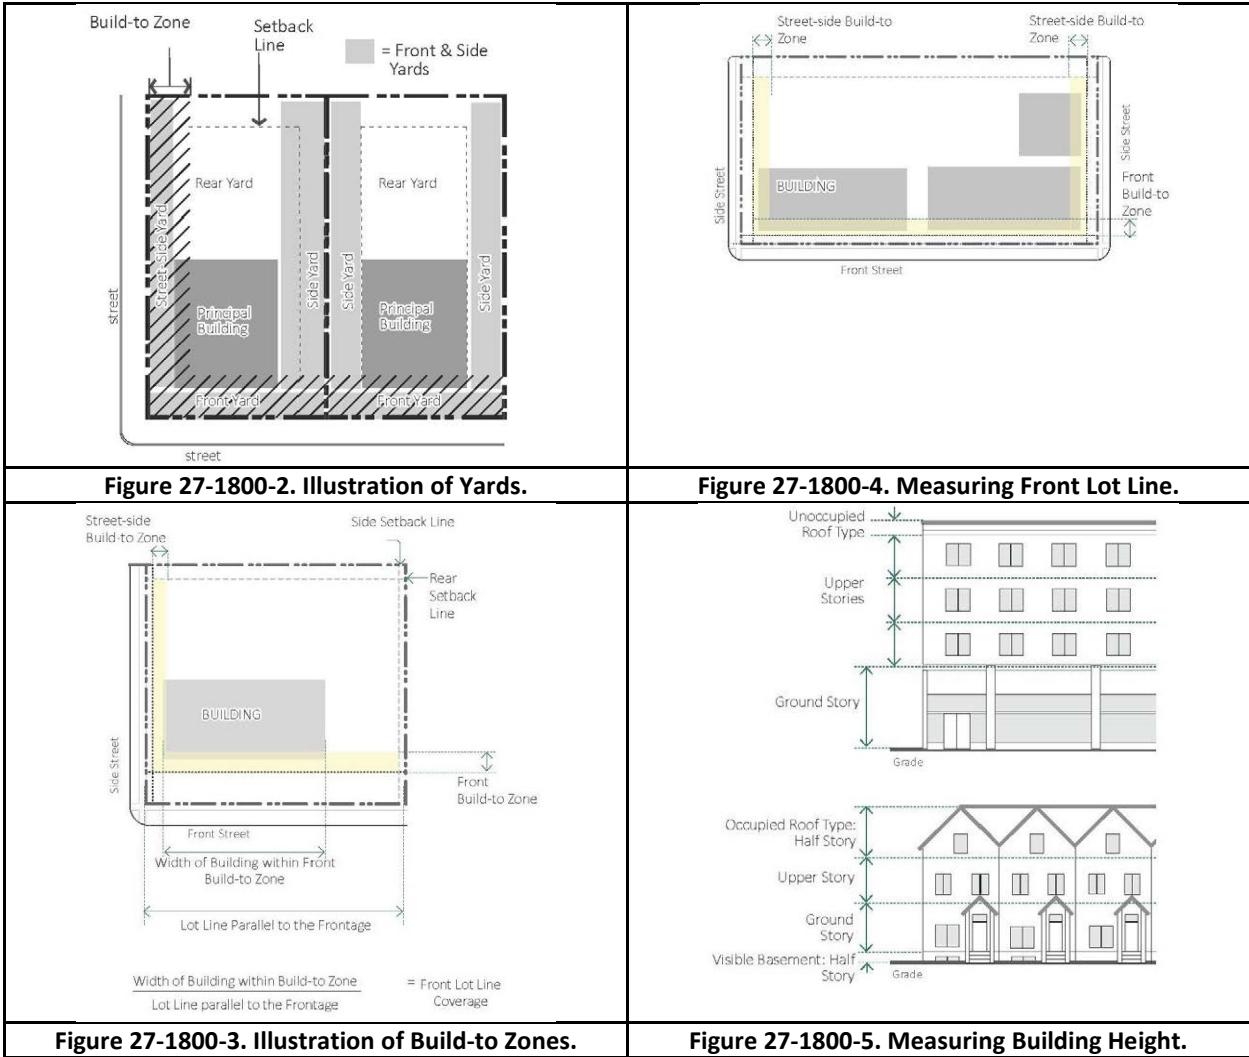 Build-to Zone
Setback
Line
= Front & Side
Yards
Rear Yard
Rear Yard
Street-Side Yard
Side Yard
Side Yard
Side Yard
street
Principal
Building
Principal
Building
Front Yard
Front Yard
street
Figure 27-1800-2. Illustration of Yards.
Street-side Build-to
Zone
Street-side Build-to
Zone
Side Street
Side Street
BUILDING
Front
Build-to
Zone
Front Street
Figure 27-1800-4. Measuring Front Lot Line.
Street-side
Build-to Zone
Side Setback Line
Rear
Setback
Line
BUILDING
Side Street
Front
Build-to Zone
Front Street
Width of Building within Front
Build-to Zone
Lot Line Parallel to the Frontage
Width of Building within Build-to Zone
Lot Line parallel to the Frontage
= Front Lot Line
Coverage
Figure 27-1800-3. Illustration of Build-to Zones.
Unoccupied
Roof Type
Upper
Stories
Ground Story
Grade
Occupied Roof Type:
Half Story
Upper Story
Ground
Story
Visible Basement: Half
Story
Grade
Figure 27-1800-5. Measuring Building Height.